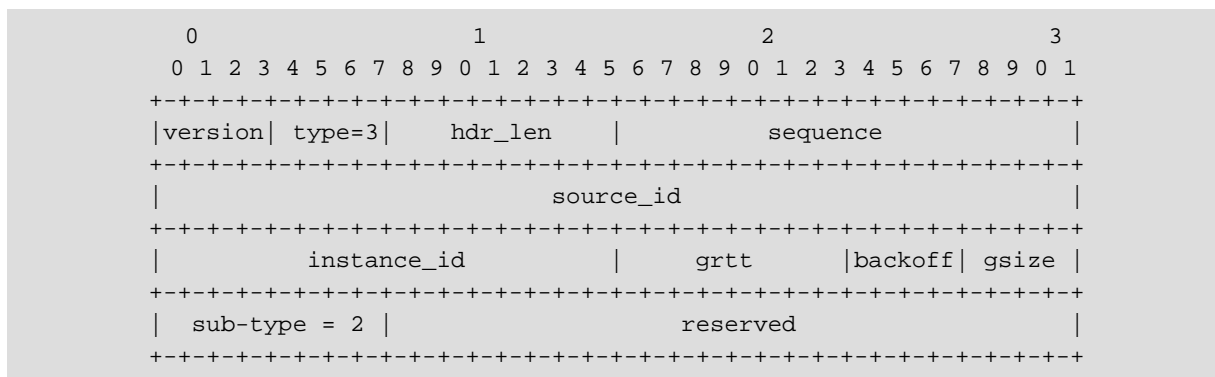 0                   1                   2                   3
0 1 2 3 4 5 6 7 8 9 0 1 2 3 4 5 6 7 8 9 0 1 2 3 4 5 6 7 8 9 0 1
+-+-+-+-+-+-+-+-+-+-+-+-+-+-+-+-+-+-+-+-+-+-+-+-+-+-+-+-+-+-+-+-+
|version| type=3|    hdr_len    |          sequence             |
+-+-+-+-+-+-+-+-+-+-+-+-+-+-+-+-+-+-+-+-+-+-+-+-+-+-+-+-+-+-+-+-+
|                           source_id                           |
+-+-+-+-+-+-+-+-+-+-+-+-+-+-+-+-+-+-+-+-+-+-+-+-+-+-+-+-+-+-+-+-+
|          instance_id          |     grtt      |backoff| gsize |
+-+-+-+-+-+-+-+-+-+-+-+-+-+-+-+-+-+-+-+-+-+-+-+-+-+-+-+-+-+-+-+-+
|  sub-type = 2 |                    reserved                   |
+-+-+-+-+-+-+-+-+-+-+-+-+-+-+-+-+-+-+-+-+-+-+-+-+-+-+-+-+-+-+-+-+